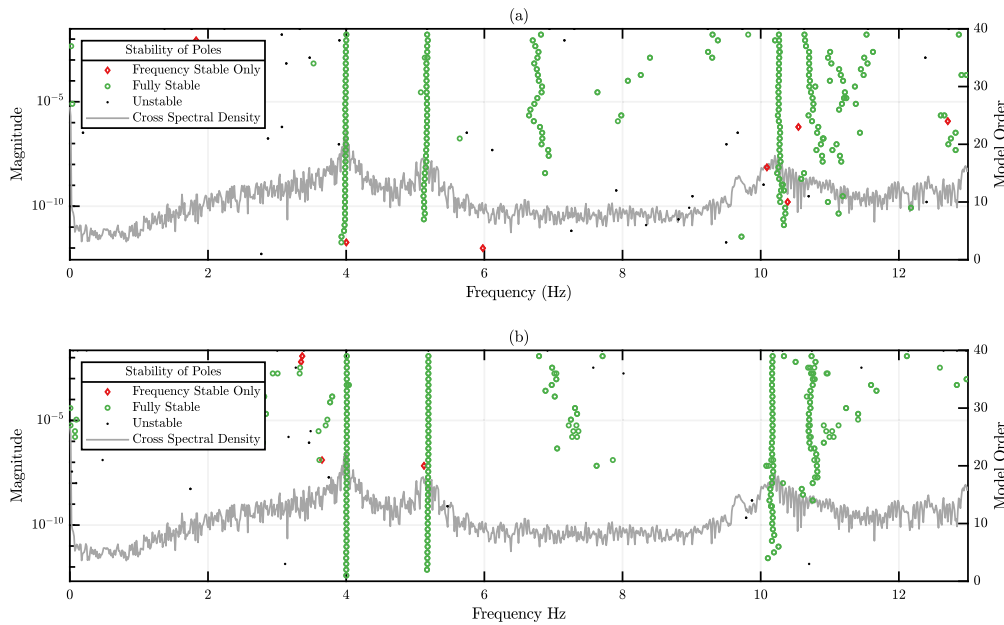 (a)
Stability of Poles
Frequency Stable Only
Fully Stable
Unstable
Cross Spectral Density
Magnitude
10⁻⁵
10⁻¹⁰
0 2 4 6 8 10 12
Frequency (Hz)
40
30
20
10
0
Model Order
(b)
Stability of Poles
Frequency Stable Only
Fully Stable
Unstable
Cross Spectral Density
Magnitude
10⁻⁵
10⁻¹⁰
0 2 4 6 8 10 12
Frequency Hz
40
30
20
10
0
Model Order